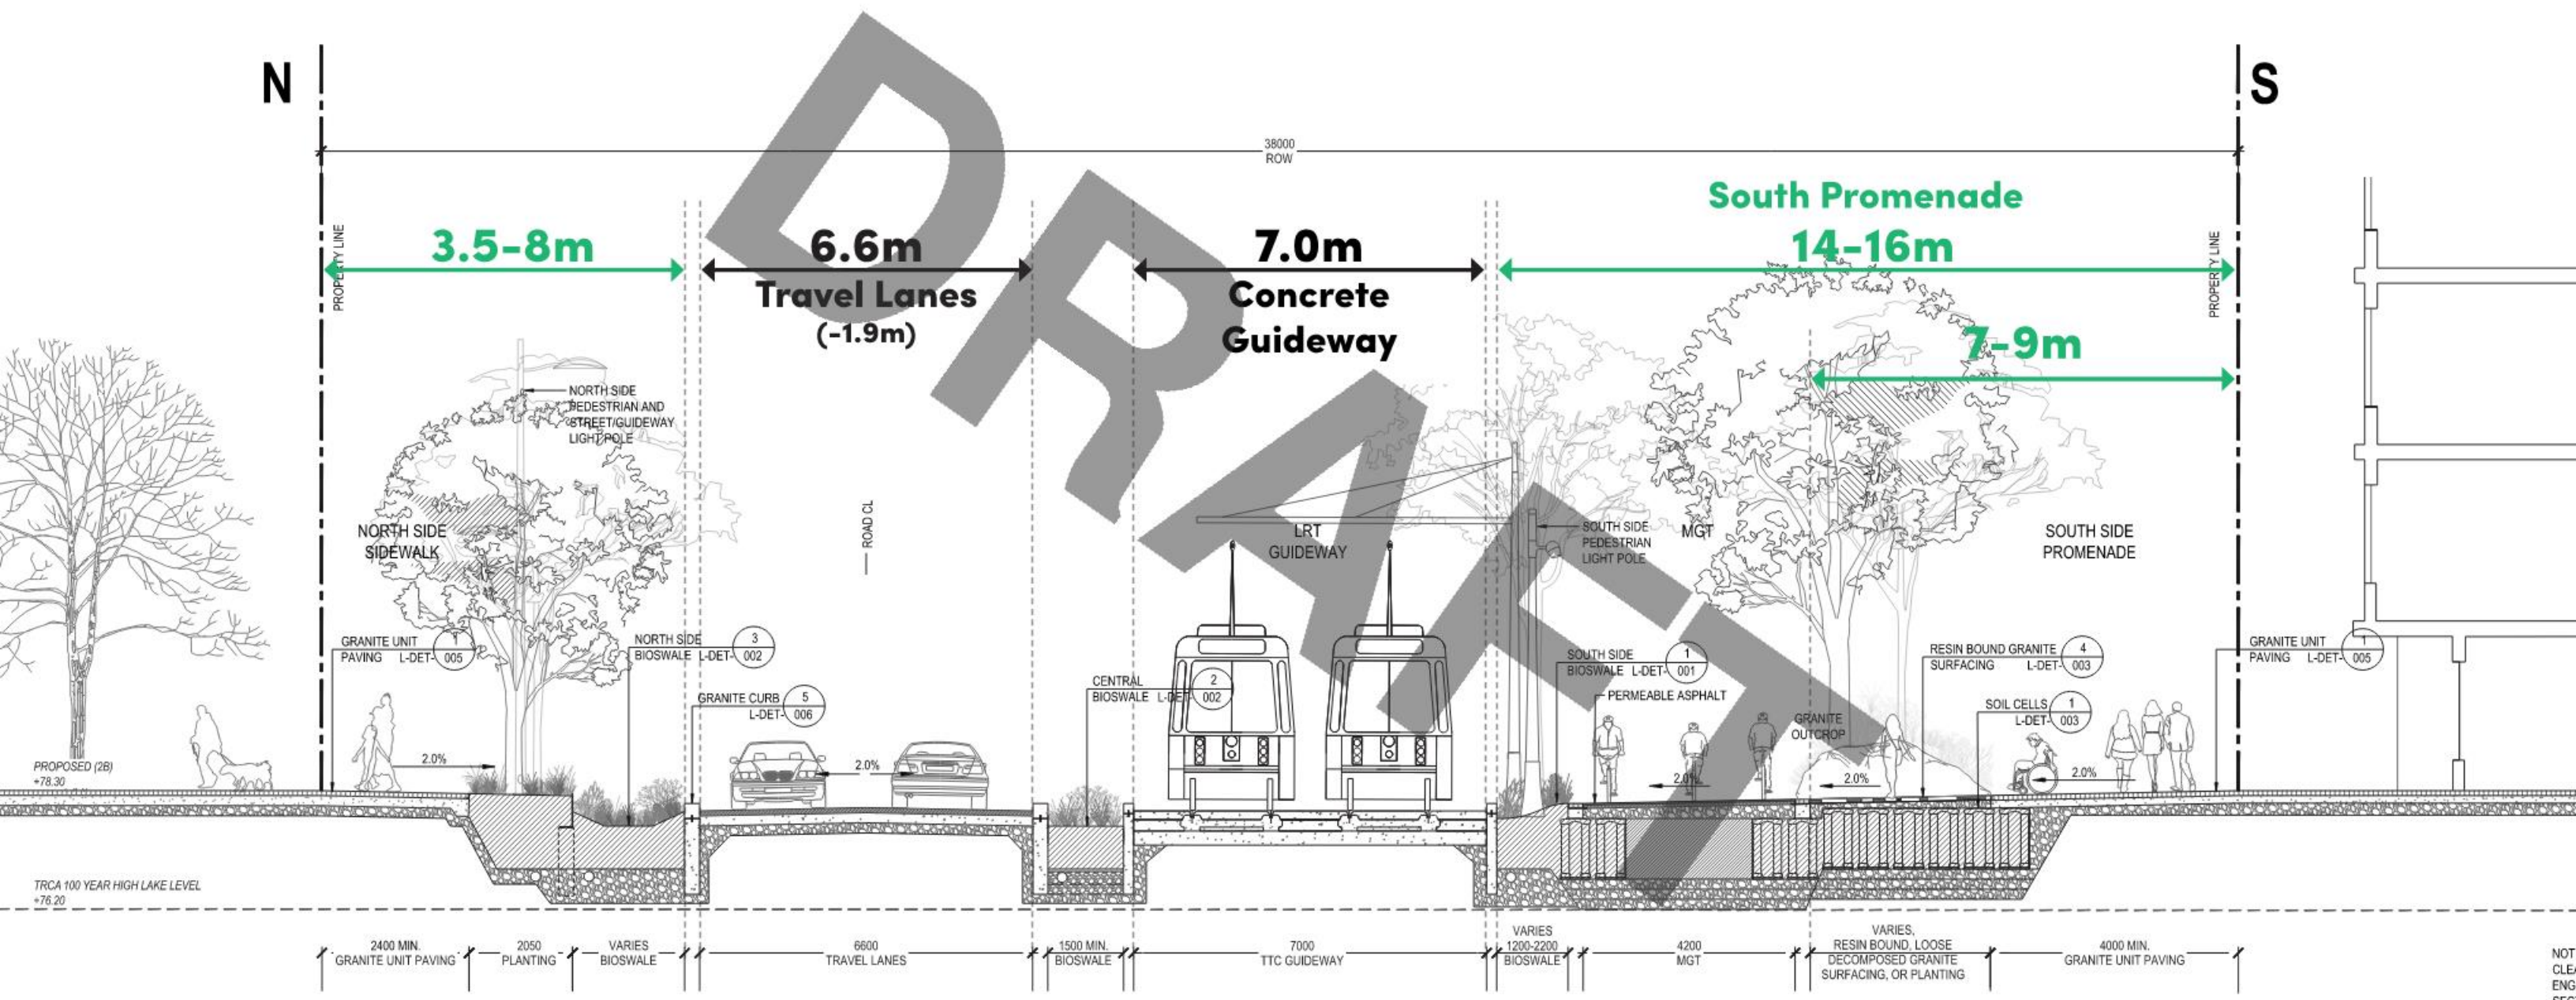 N
S
38000
ROW
South Promenade
3.5-8m
6.6m
7.0m
14-16m
PROPERTY LINE
PROPERTY LINE
Travel Lanes
(-1.9m)
Concrete
Guideway
7-9m
DRAFT
NORTH SIDE
PEDESTRIAN AND
STREET/GUIDEWAY
LIGHT POLE
NORTH SIDE
SIDEWALK
ROAD CL
LRT
GUIDEWAY
SOUTH SIDE
PEDESTRIAN
LIGHT POLE
MGT
SOUTH SIDE
PROMENADE
GRANITE UNIT
PAVING L-DET-
1
005
NORTH SIDE
BIOSWALE L-DET-
3
002
GRANITE CURB
L-DET-
5
006
CENTRAL
BIOSWALE L-DET-
2
002
SOUTH SIDE
BIOSWALE L-DET-
1
001
PERMEABLE ASPHALT
GRANITE
OUTCROP
RESIN BOUND GRANITE
SURFACING L-DET-
4
003
SOIL CELLS
L-DET-
1
003
GRANITE UNIT
PAVING L-DET-
1
005
PROPOSED (2B)
+78.30
2.0%
2.0%
2.0%
2.0%
2.0%
TRCA 100 YEAR HIGH LAKE LEVEL
+76.20
2400 MIN.
GRANITE UNIT PAVING
2050
PLANTING
VARIES
BIOSWALE
6600
TRAVEL LANES
1500 MIN.
BIOSWALE
7000
TTC GUIDEWAY
VARIES
1200-2200
BIOSWALE
4200
MGT
VARIES,
RESIN BOUND, LOOSE
DECOMPOSED GRANITE
SURFACING, OR PLANTING
4000 MIN.
GRANITE UNIT PAVING
NOT
CLE
ENG